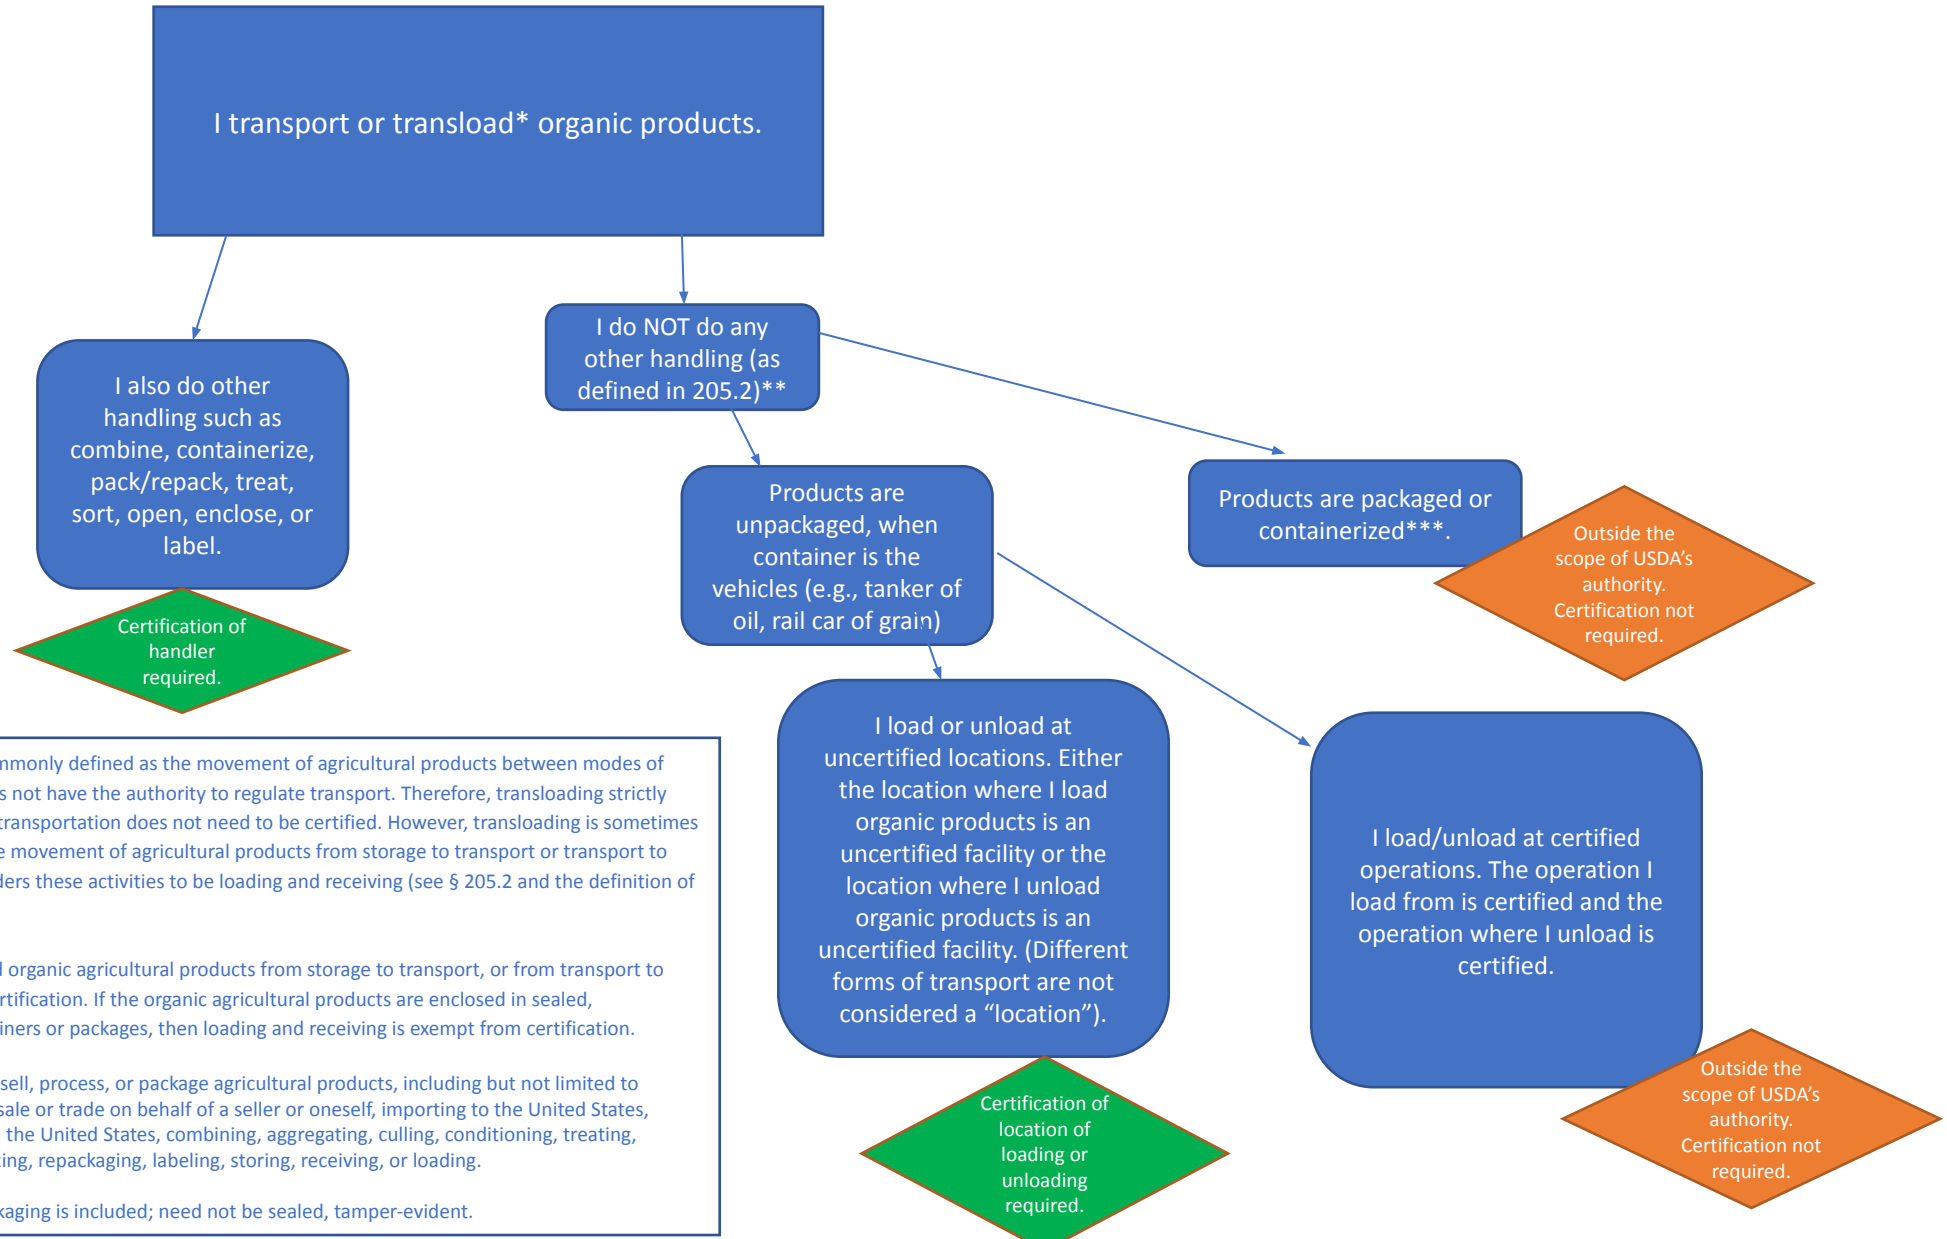 I transport or transload* organic products.
I also do other
handling such as
combine, containerize,
pack/repack, treat,
sort, open, enclose, or
label.
Certification of
handler
required.
I do NOT do any
other handling (as
defined in 205.2)**
Products are
unpackaged, when
container is the
vehicles (e.g., tanker of
oil, rail car of grain)
Products are packaged or
containerized***.
Outside the
scope of USDA's
authority.
Certification not
required.
I load or unload at
uncertified locations. Either
the location where I load
organic products is an
uncertified facility or the
location where I unload
organic products is an
uncertified facility. (Different
forms of transport are not
considered a “location”).
Certification of
location of
loading or
unloading
required.
I load/unload at certified
operations. The operation I
load from is certified and the
operation where I unload is
certified.
Outside the
scope of USDA's
authority.
Certification not
required.
defined as the movement of agricultural products between modes of
not have the authority to regulate transport. Therefore, transloading strictly
transportation does not need to be certified. However, transloading is sometimes
movement of agricultural products from storage to transport or transport to
these activities to be loading and receiving (see § 205.2 and the definition of
organic agricultural products from storage to transport, or from transport to
If the organic agricultural products are enclosed in sealed,
or packages, then loading and receiving is exempt from certification.
sell, process, or package agricultural products, including but not limited to
sale or trade on behalf of a seller or oneself, importing to the United States,
the United States, combining, aggregating, culling, conditioning, treating,
repackaging, labeling, storing, receiving, or loading.
is included; need not be sealed, tamper-evident.